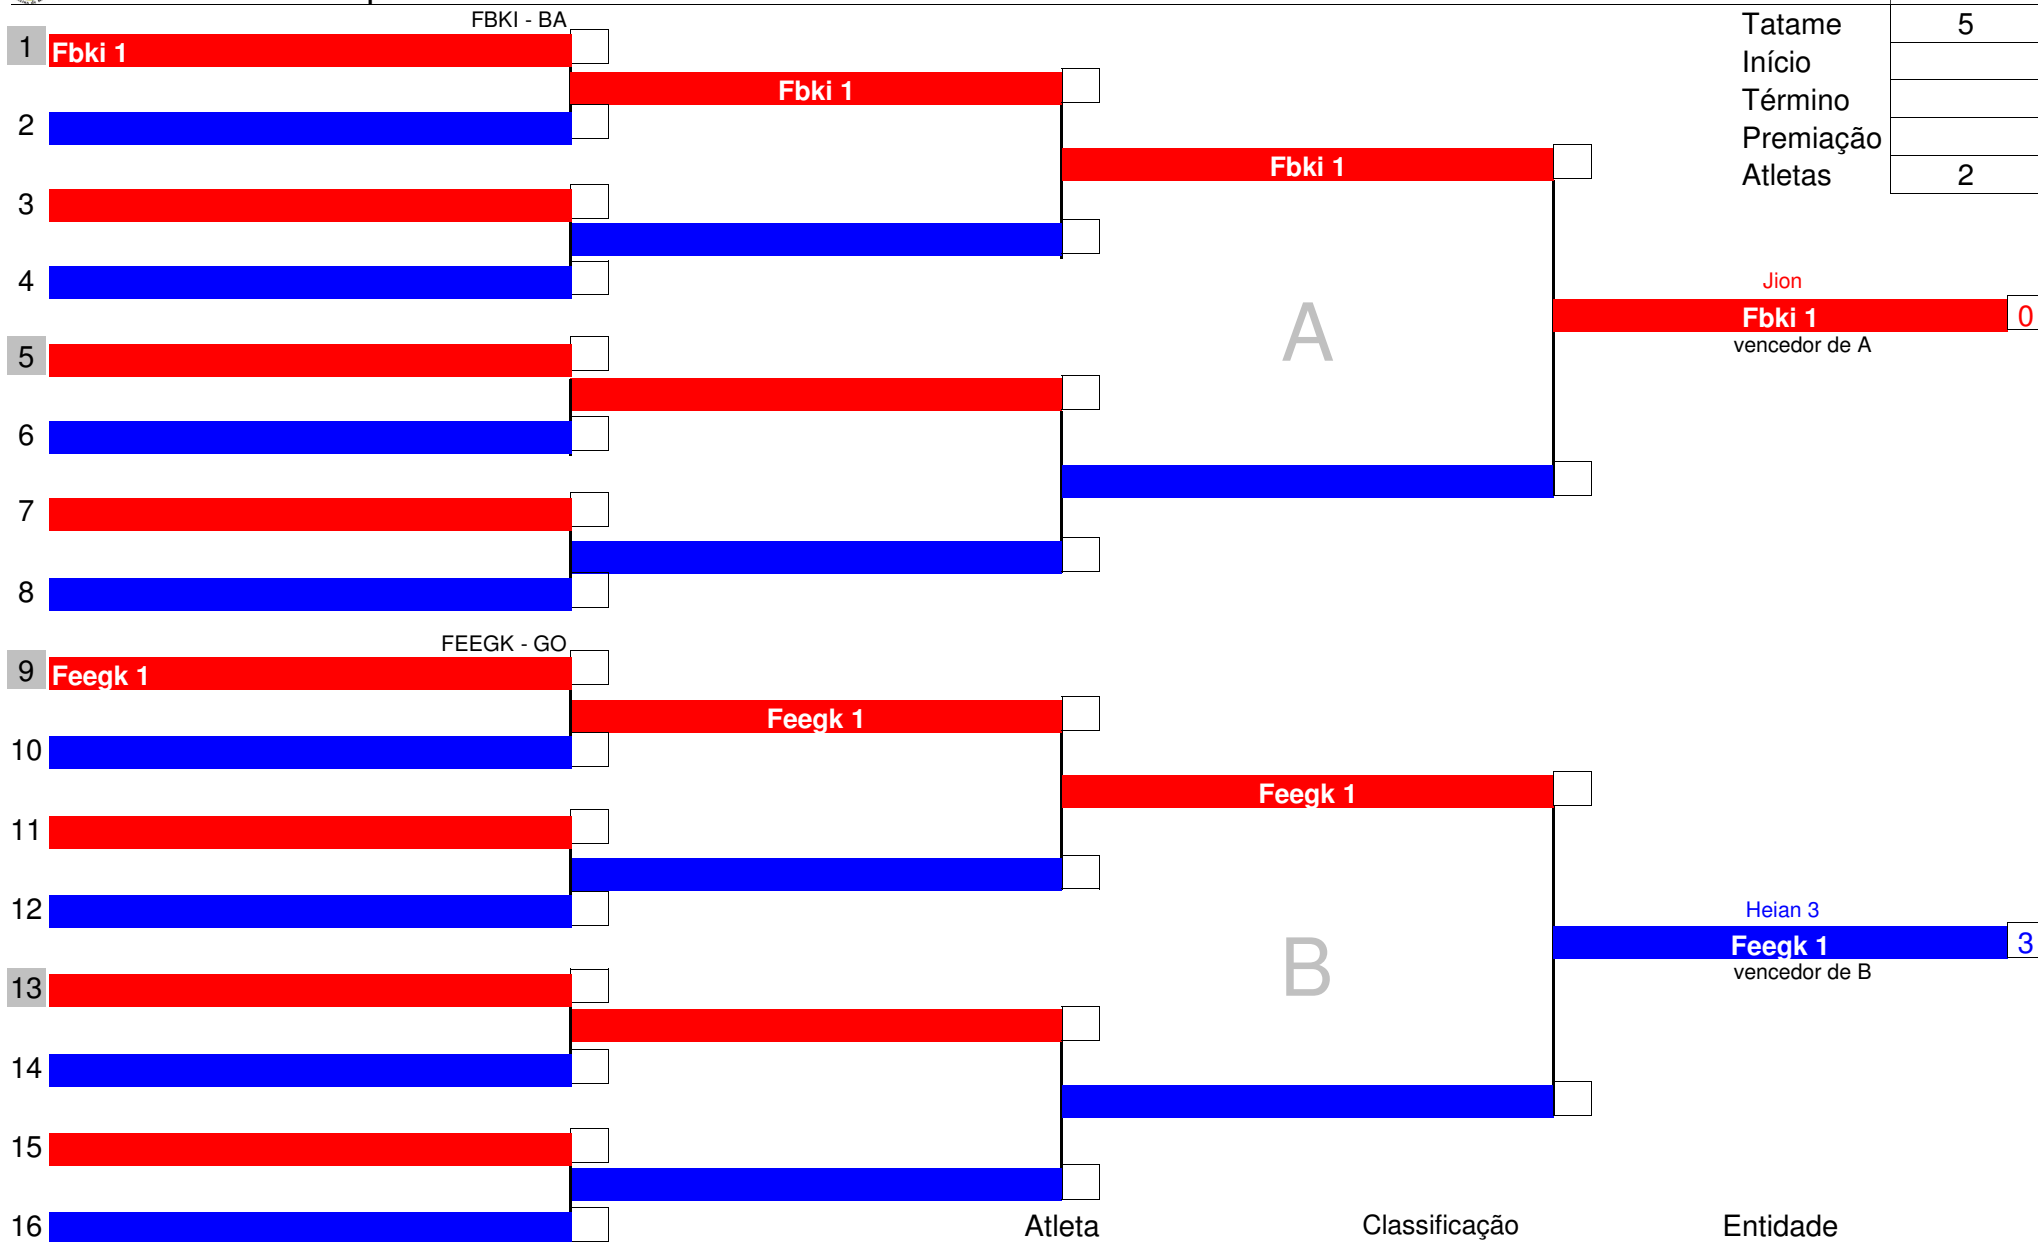 FBKI - BA
Tatame 5
1 Fbki 1
Início
Fbki 1
Término
2
Premiação
Fbki 1
Atletas 2
3
4
Jion
Fbki 1 0
vencedor de A
A
5
6
7
8
FEEGK - GO
9 Feegk 1
Feegk 1
10
Feegk 1
11
12
Heian 3
Feegk 1 3
vencedor de B
B
13
14
15
16
Atleta Classificação Entidade